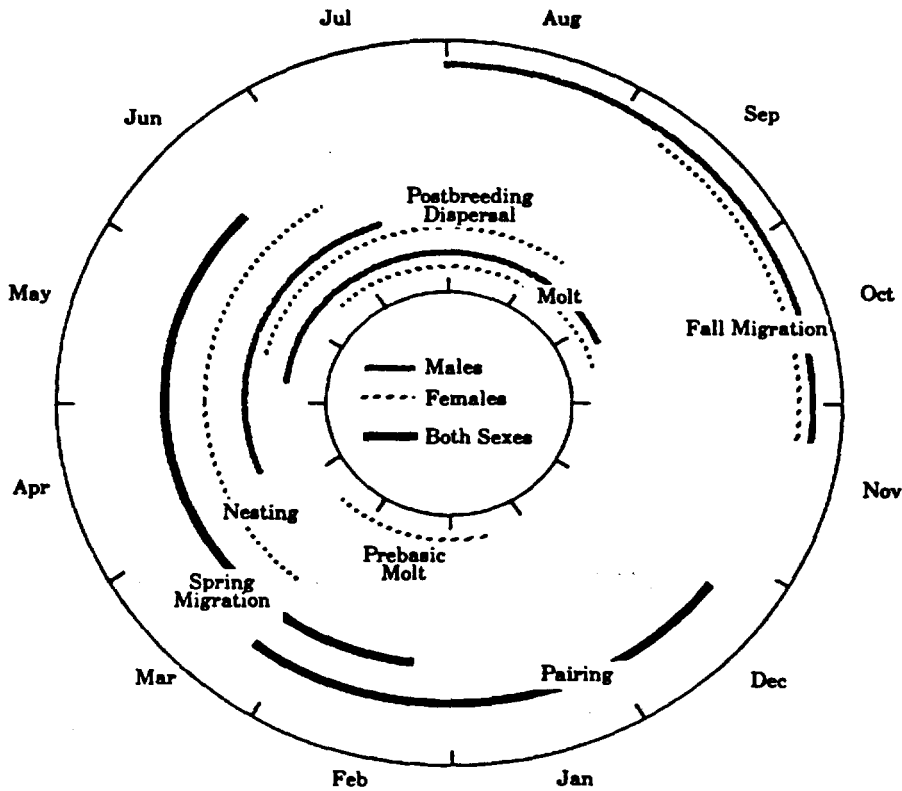 Jul
Aug
Jun
Sep
Postbreeding
Dispersal
May
Oct
Molt
Fall Migration
Males
Females
Both Sexes
Apr
Nov
Nesting
Prebasic
Molt
Spring
Migration
Pairing
Mar
Dec
Feb
Jan